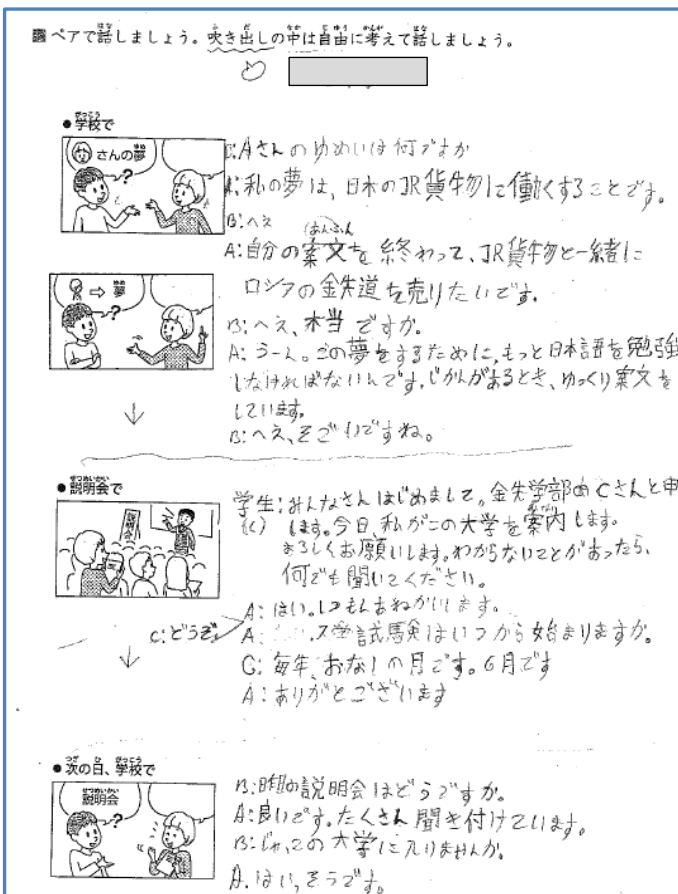 ペアで話しましょう。吹き出しの中は自由に考えて話しましょう。
●学校で
さんの夢
?
B:Aさんのゆめいは何ですか
A:私の夢は、日本のJR貨物に働くすることです。
B:へえ
A:自分の案文を終わって、JR貨物と一緒に
ロシアの鉄道を売りたいです。
⇨夢
?
B:へえ、本当ですか。
A:うーん。この夢をするために、もっと日本語を勉強
しなければないんです。じかんがあるとき、ゆっくり案文を
しています。
B:へえ、すごいですね。
●説明会で
説明会
学生:みんなさんはじめまして。鉄学部のCさんと申
(C) します。今日、私がこの大学を案内します。
よろしくお願いします。わからないことがあったら、
何でも聞いてください。
A:はい。しつもんおねがいします。
C:どうぞ。
A: 入学試験はいつから始まりますか。
C:毎年、おなしの月です。6月です
A:ありがとございます
●次の日、学校で
説明会
?
B:昨日の説明会はどうですか。
A:良いです。たくさん聞き付けています。
B:じゃ、この大学に入りませんか。
A.はい、そうです。